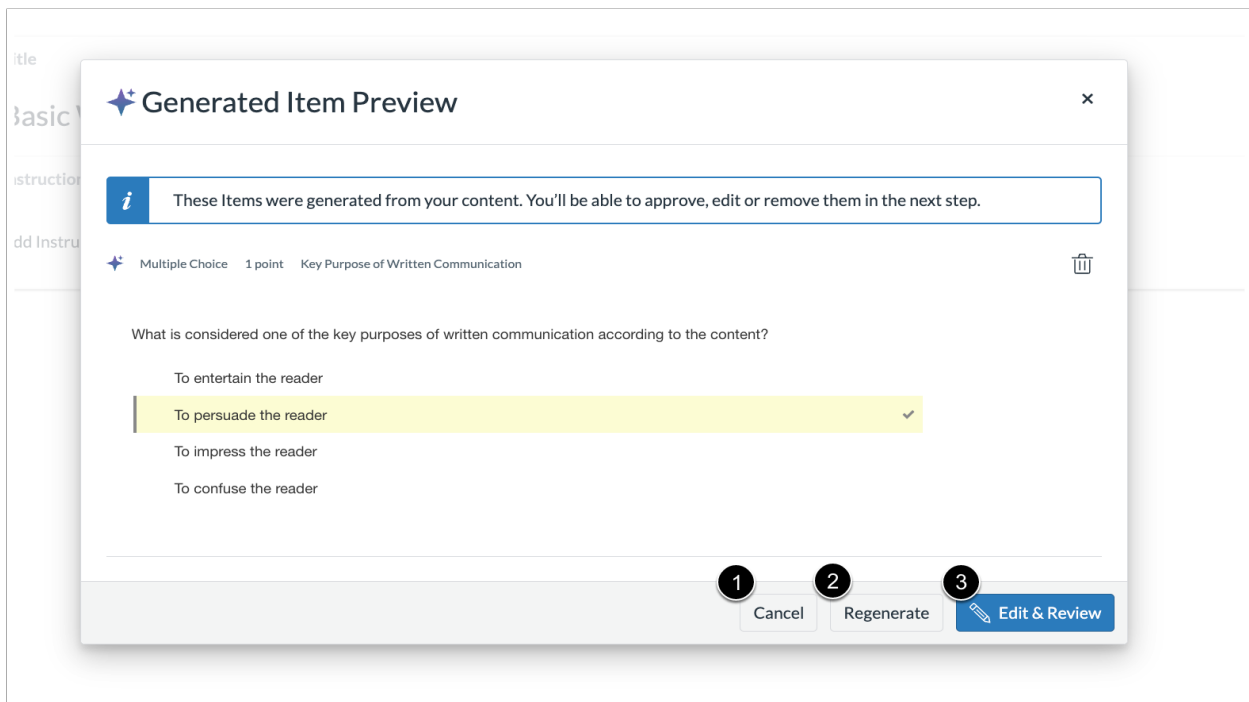 itle
Generated Item Preview
Basic
struction
These Items were generated from your content. You'll be able to approve, edit or remove them in the next step.
dd Instru
Multiple Choice 1 point Key Purpose of Written Communication
What is considered one of the key purposes of written communication according to the content?
To entertain the reader
To persuade the reader
To impress the reader
To confuse the reader
1 2 3
Cancel Regenerate Edit & Review